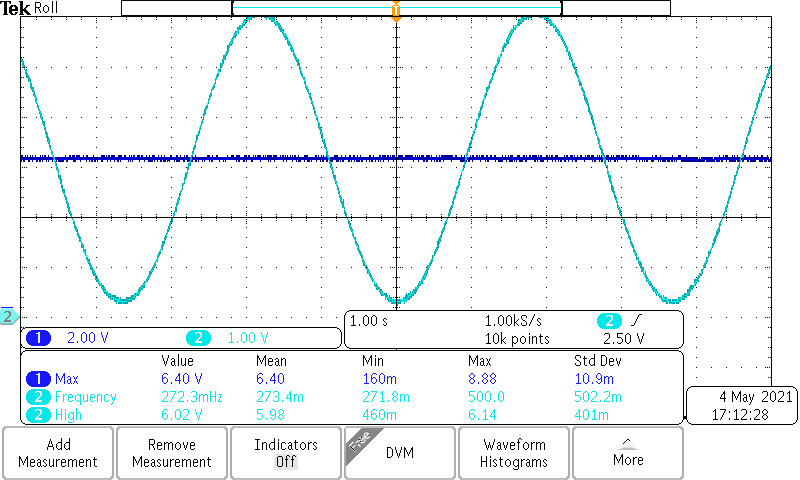 Tek Roll
T
2
1 2.00 V 2 1.00 V
1.00 s 1.00kS/s 2
10k points 2.50 V
Value Mean Min Max Std Dev
1 Max 6.40 V 6.40 160m 8.88 10.9m
2 Frequency 272.3mHz 273.4m 271.8m 500.0 502.2m
2 High 6.02 V 5.98 460m 6.14 401m
4 May 2021
17:12:28
Add Measurement
Remove Measurement
Indicators Off
Free
DVM
Waveform Histograms
More